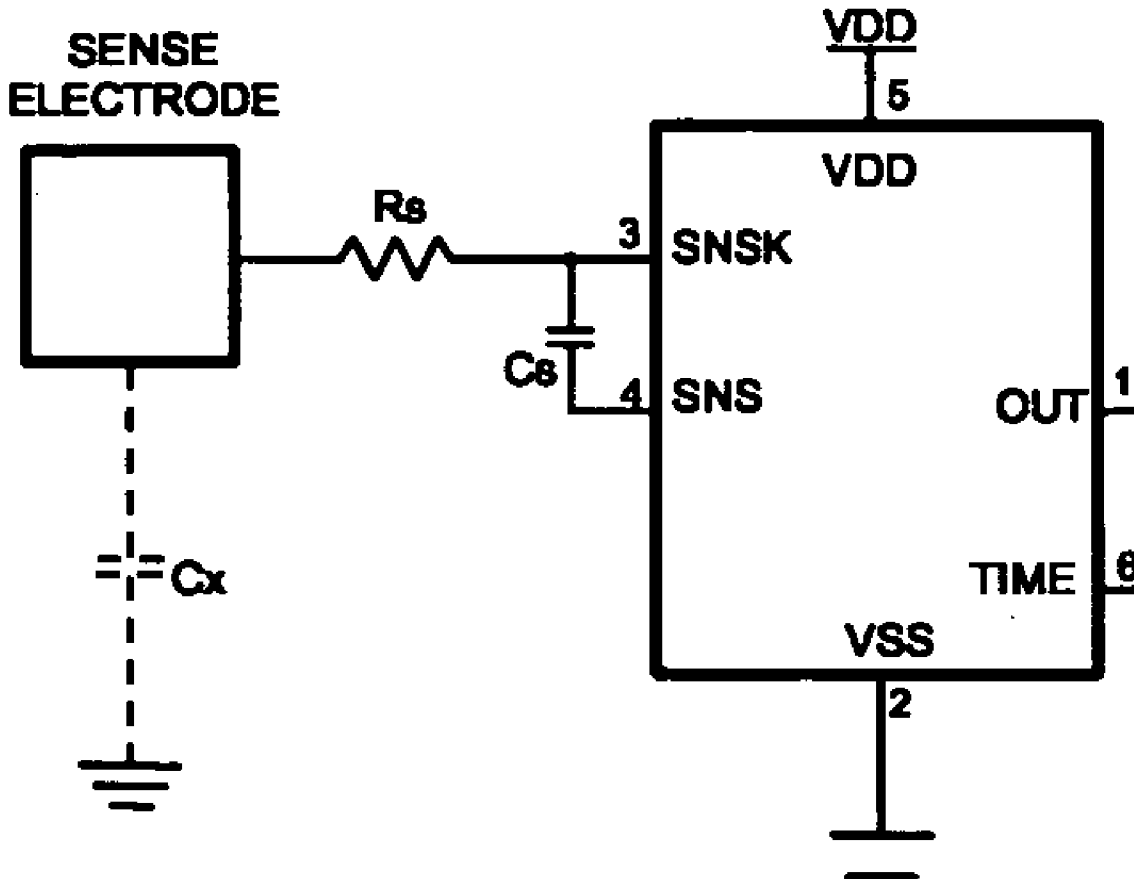 SENSE
ELECTRODE
Rs
Cs
Cx
VDD
5
VDD
3
SNSK
4
SNS
OUT
1
TIME
6
VSS
2